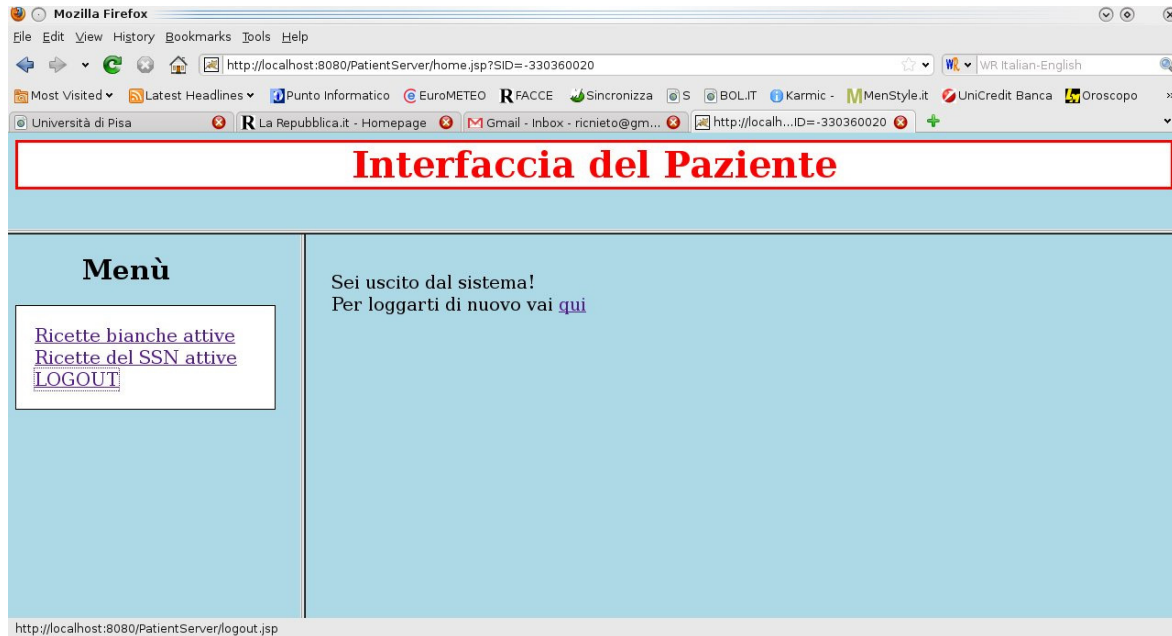 Mozilla Firefox
File Edit View History Bookmarks Tools Help
http://localhost:8080/PatientServer/home.jsp?SID=-330360020 WR Italian-English
Most Visited Latest Headlines Punto Informatico EuroMETEO FACCE Sincronizza S BOL.IT Karmic - MenStyle.it UniCredit Banca Oroscopo »
Università di Pisa La Repubblica.it - Homepage Gmail - Inbox - ricnieto@gm... http://localh...ID=-330360020
Interfaccia del Paziente
Menù
Ricette bianche attive
Ricette del SSN attive
LOGOUT
Sei uscito dal sistema!
Per loggarti di nuovo vai qui
http://localhost:8080/PatientServer/logout.jsp